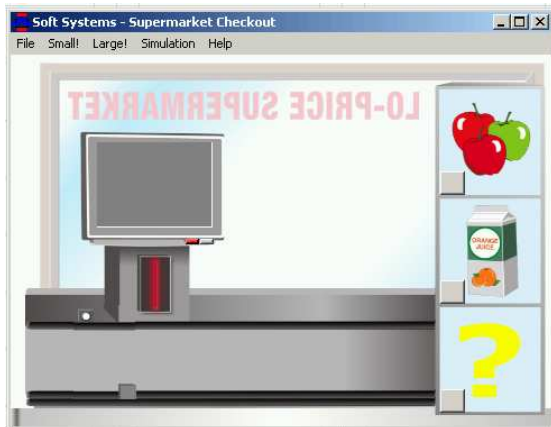 Soft Systems - Supermarket Checkout
File Small! Large! Simulation Help
LO-PRICE SUPERMARKET
ORANGE
JUICE
?